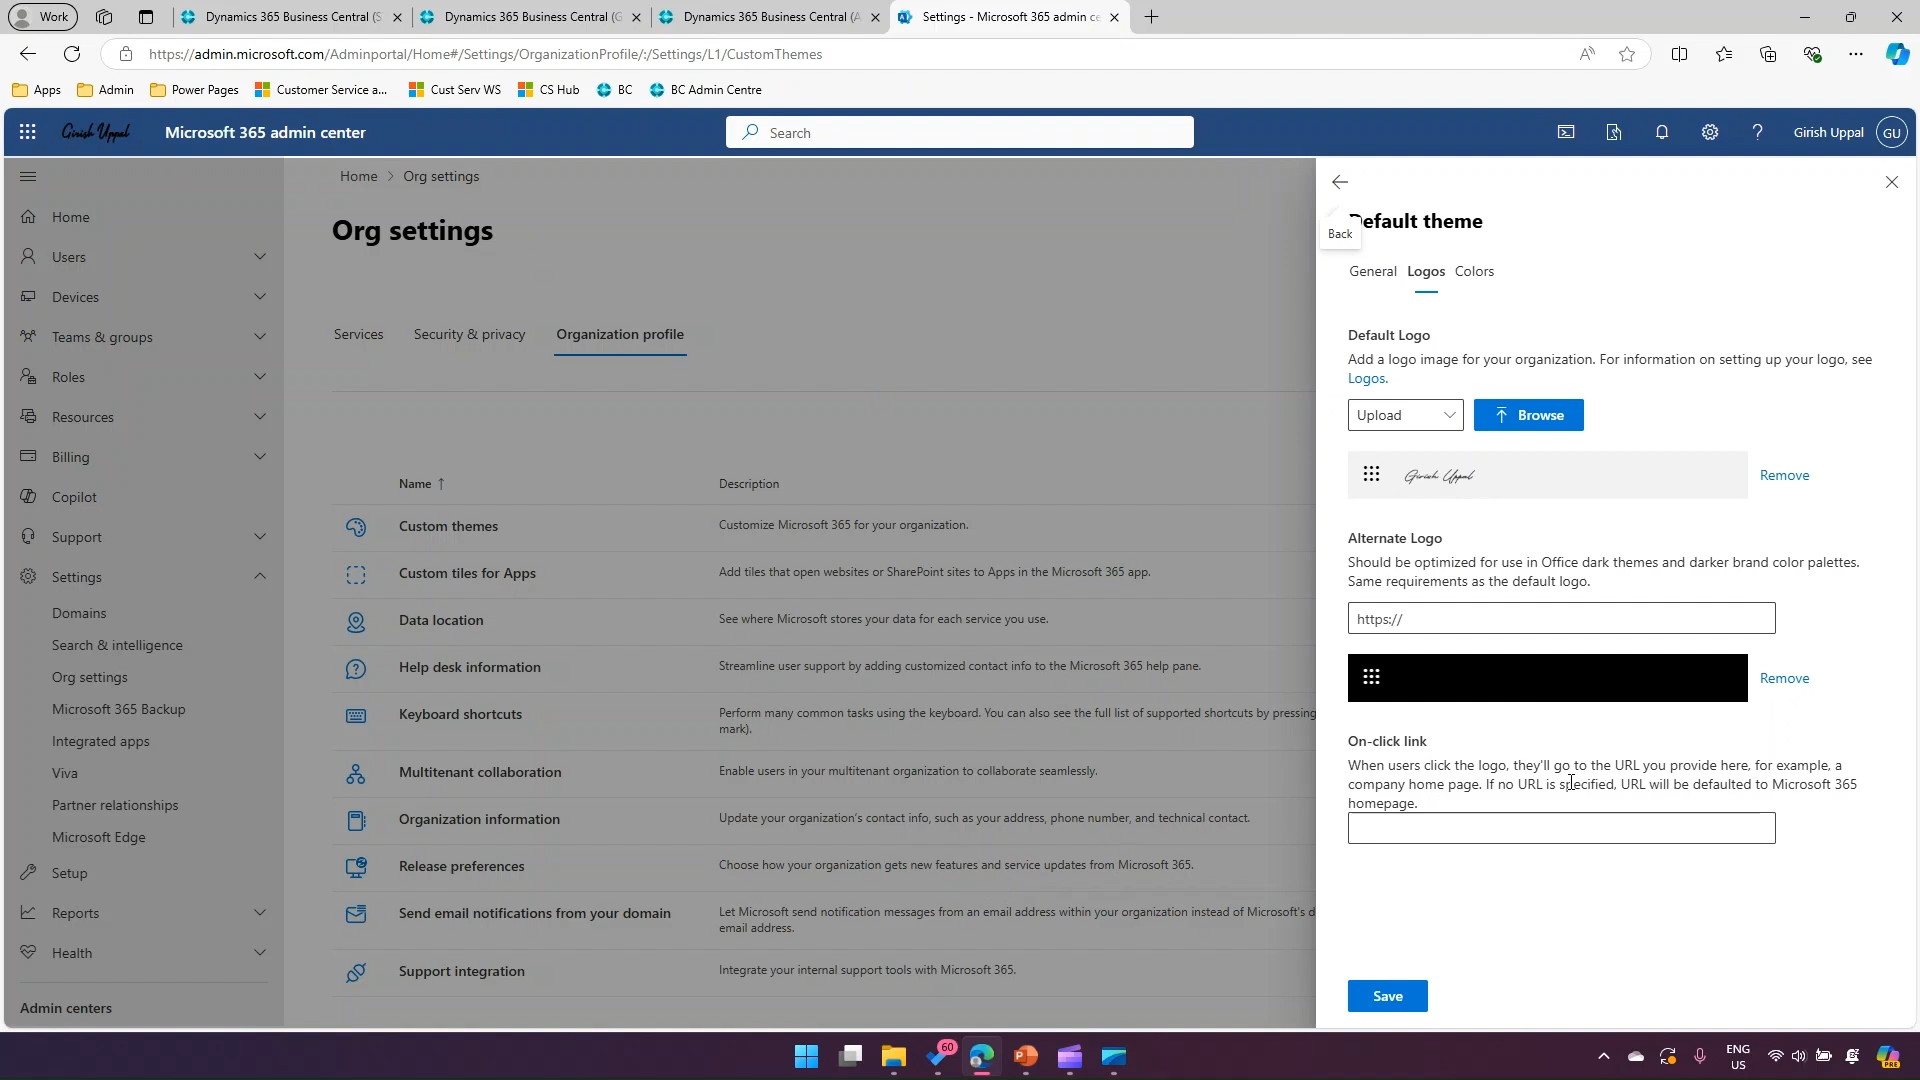 Work
Dynamics 365 Business Central (S
Dynamics 365 Business Central (G
Dynamics 365 Business Central (A
Settings - Microsoft 365 admin ce
https://admin.microsoft.com/Adminportal/Home#/Settings/OrganizationProfile/:/Settings/L1/CustomThemes
Apps
Admin
Power Pages
Customer Service a...
Cust Serv WS
CS Hub
BC
BC Admin Centre
Girish Uppal
Microsoft 365 admin center
Search
Girish Uppal
GU
Home
Users
Devices
Teams & groups
Roles
Resources
Billing
Copilot
Support
Settings
Domains
Search & intelligence
Org settings
Microsoft 365 Backup
Integrated apps
Viva
Partner relationships
Microsoft Edge
Setup
Reports
Health
Admin centers
Home > Org settings
Org settings
Services
Security & privacy
Organization profile
Name ↑
Description
Custom themes
Customize Microsoft 365 for your organization.
Custom tiles for Apps
Add tiles that open websites or SharePoint sites to Apps in the Microsoft 365 app.
Data location
See where Microsoft stores your data for each service you use.
Help desk information
Streamline user support by adding customized contact info to the Microsoft 365 help pane.
Keyboard shortcuts
Perform many common tasks using the keyboard. You can also see the full list of supported shortcuts by pressing
mark).
Multitenant collaboration
Enable users in your multitenant organization to collaborate seamlessly.
Organization information
Update your organization's contact info, such as your address, phone number, and technical contact.
Release preferences
Choose how your organization gets new features and service updates from Microsoft 365.
Send email notifications from your domain
Let Microsoft send notification messages from an email address within your organization instead of Microsoft's d
email address.
Support integration
Integrate your internal support tools with Microsoft 365.
Default theme
Back
General
Logos
Colors
Default Logo
Add a logo image for your organization. For information on setting up your logo, see
Logos.
Upload
Browse
Girish Uppal
Remove
Alternate Logo
Should be optimized for use in Office dark themes and darker brand color palettes.
Same requirements as the default logo.
https://
Remove
On-click link
When users click the logo, they'll go to the URL you provide here, for example, a
company home page. If no URL is specified, URL will be defaulted to Microsoft 365
homepage.
Save
60
ENG
US
PRE